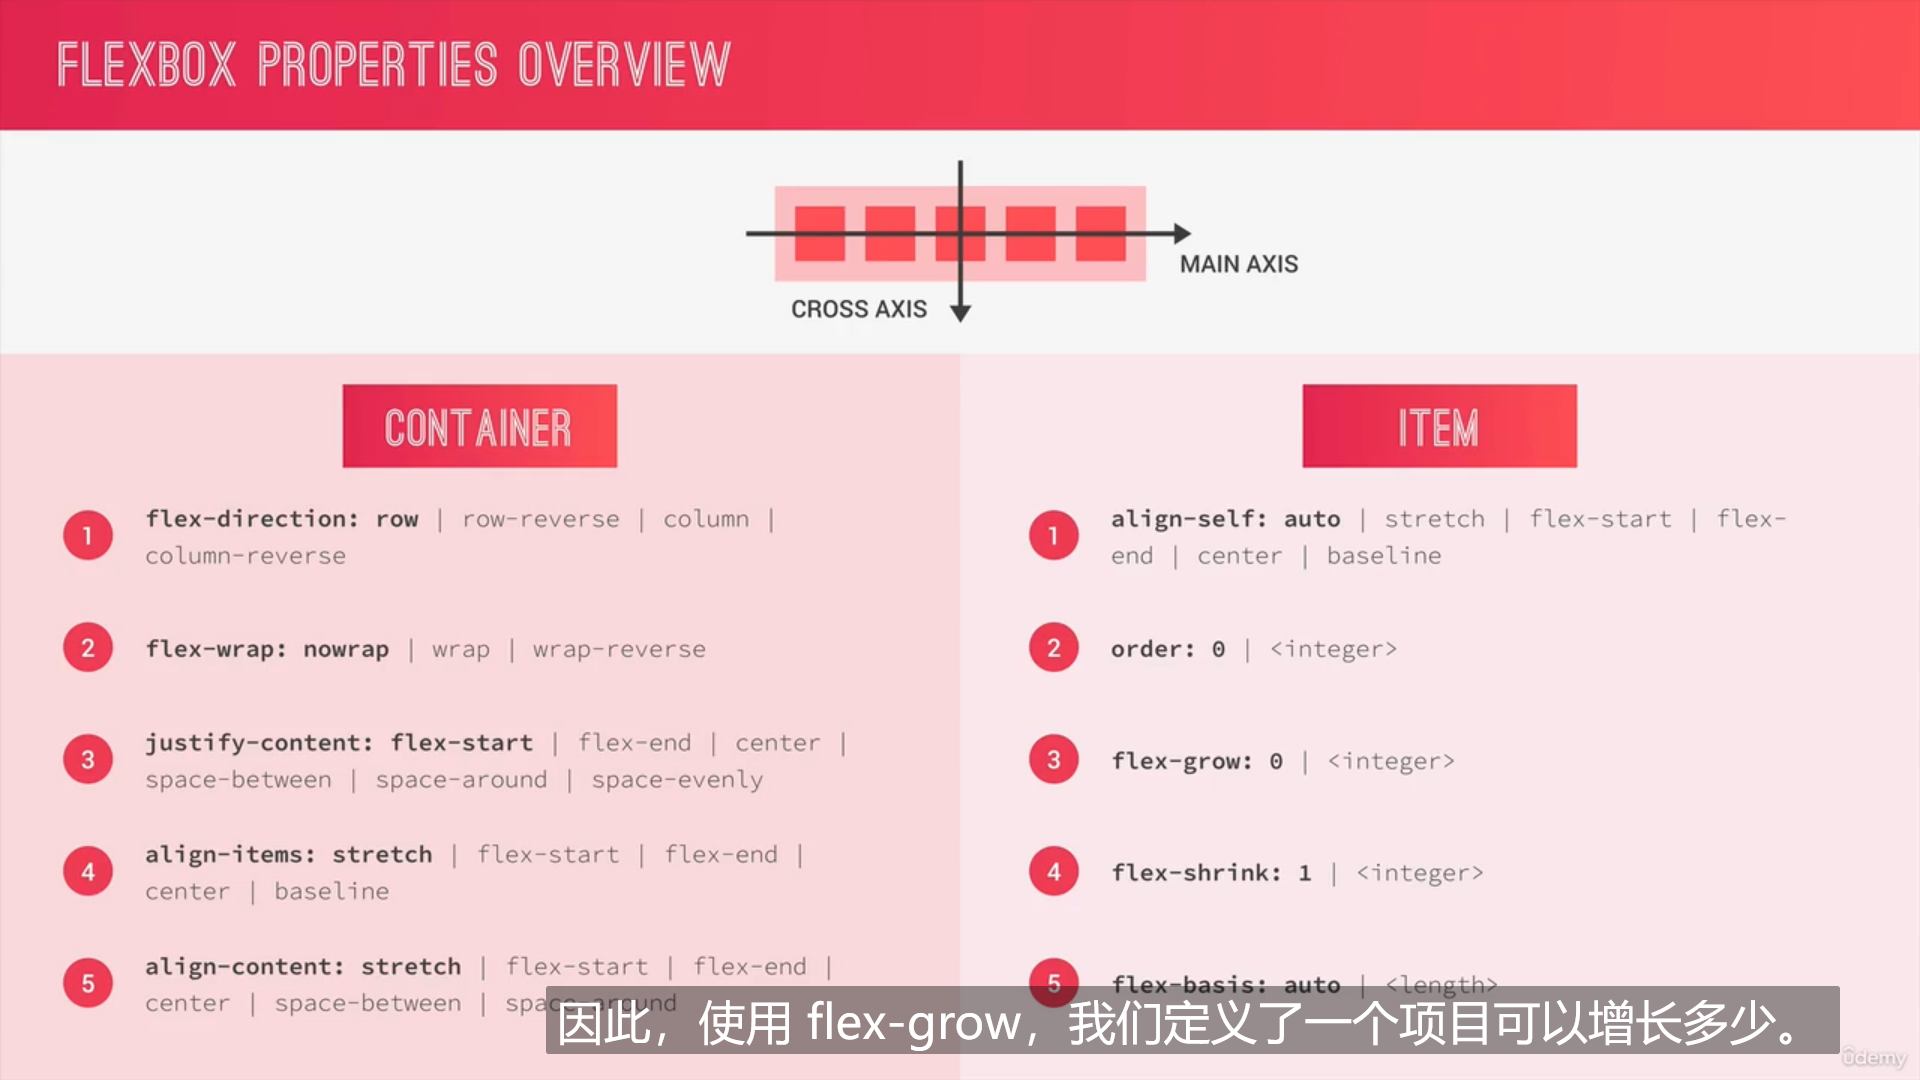 FLEXBOX PROPERTIES OVERVIEW
MAIN AXIS
CROSS AXIS
CONTAINER
1 flex-direction: row | row-reverse | column |
column-reverse
2 flex-wrap: nowrap | wrap | wrap-reverse
3 justify-content: flex-start | flex-end | center |
space-between | space-around | space-evenly
4 align-items: stretch | flex-start | flex-end |
center | baseline
5 align-content: stretch | flex-start | flex-end |
center | space-between | space-around
ITEM
1 align-self: auto | stretch | flex-start | flex-
end | center | baseline
2 order: 0 | <integer>
3 flex-grow: 0 | <integer>
4 flex-shrink: 1 | <integer>
5 flex-basis: auto | <length>
因此，使用 flex-grow，我们定义了一个项目可以增长多少。
ûdemy